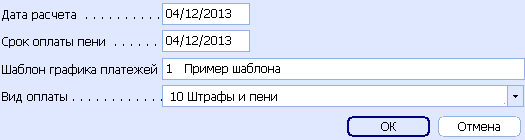 Дата расчета . . . . . . . . . . 04/12/2013
Срок оплаты пени . . . . . . 04/12/2013
Шаблон графика платежей 1 Пример шаблона
Вид оплаты . . . . . . . . . . . . 10 Штрафы и пени
ОК Отмена